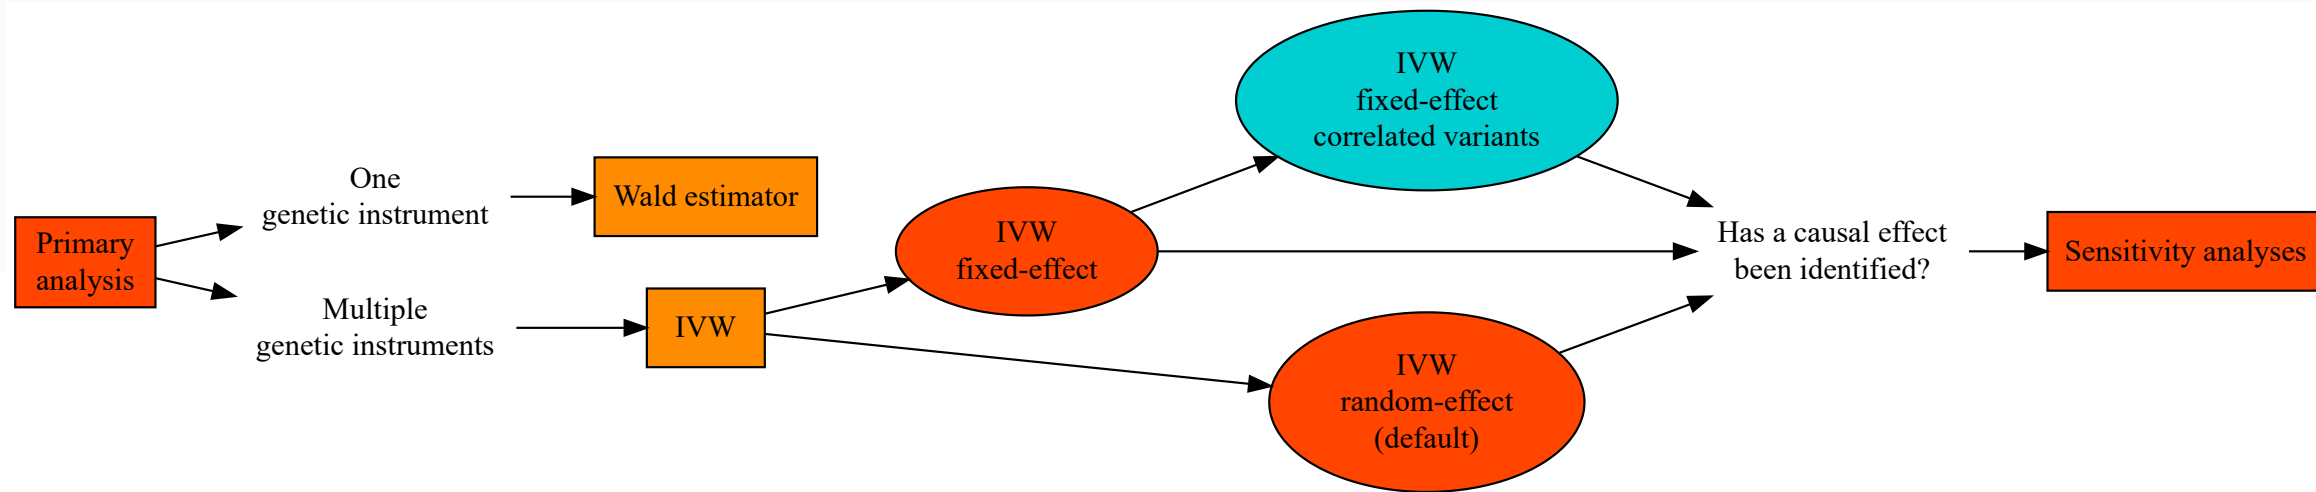 Primary
analysis
One
genetic instrument
Multiple
genetic instruments
Wald estimator
IVW
IVW
fixed-effect
IVW
fixed-effect
correlated variants
IVW
random-effect
(default)
Has a causal effect
been identified?
Sensitivity analyses